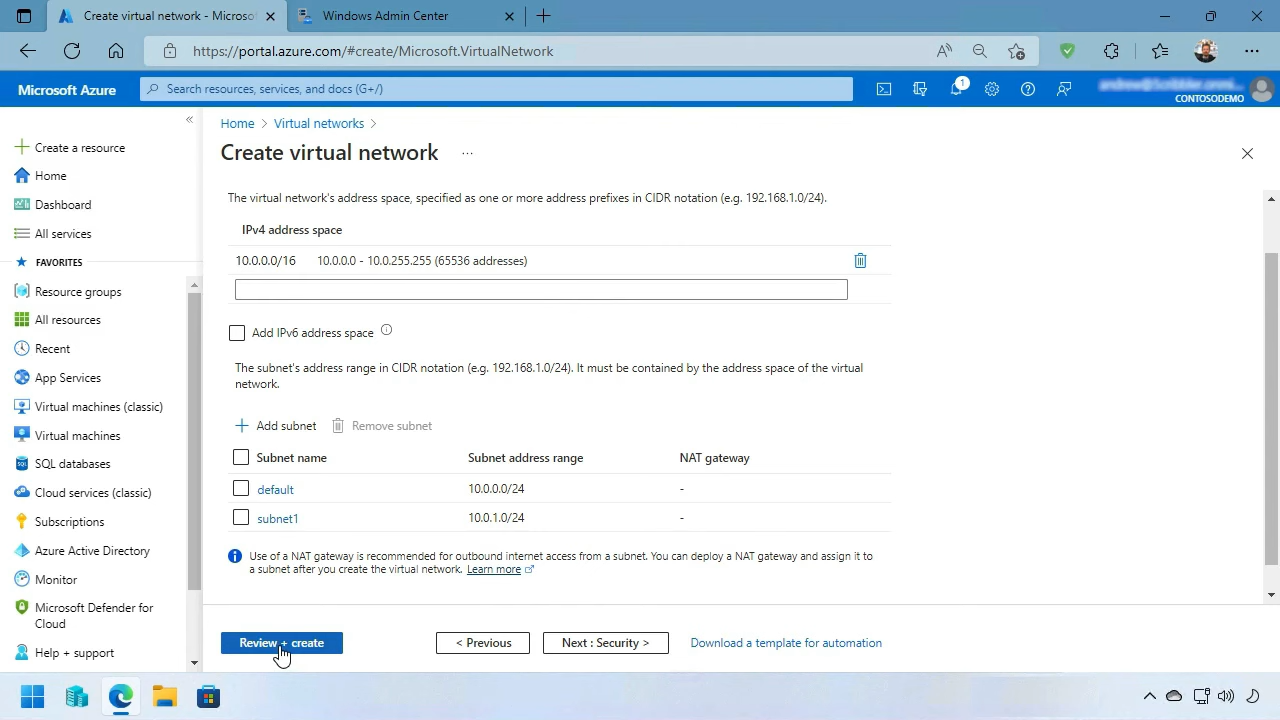 Create virtual network - Microso
Windows Admin Center
https://portal.azure.com/#create/Microsoft.VirtualNetwork
Microsoft Azure
Search resources, services, and docs (G+/)
1
CONTOSODEMO
Create a resource
Home
Dashboard
All services
FAVORITES
Resource groups
All resources
Recent
App Services
Virtual machines (classic)
Virtual machines
SQL databases
Cloud services (classic)
Subscriptions
Azure Active Directory
Monitor
Microsoft Defender for
Cloud
Help + support
Home > Virtual networks >
Create virtual network ...
The virtual network's address space, specified as one or more address prefixes in CIDR notation (e.g. 192.168.1.0/24).
IPv4 address space
10.0.0.0/16 10.0.0.0 - 10.0.255.255 (65536 addresses)
Add IPv6 address space
The subnet's address range in CIDR notation (e.g. 192.168.1.0/24). It must be contained by the address space of the virtual
network.
Add subnet Remove subnet
Subnet name Subnet address range NAT gateway
default 10.0.0.0/24 -
subnet1 10.0.1.0/24 -
Use of a NAT gateway is recommended for outbound internet access from a subnet. You can deploy a NAT gateway and assign it to
a subnet after you create the virtual network. Learn more
Review + create < Previous Next : Security > Download a template for automation